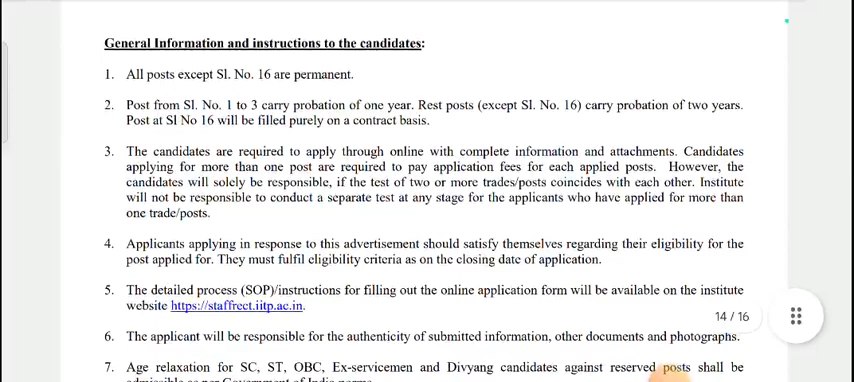 General Information and instructions to the candidates:
1. All posts except Sl. No. 16 are permanent.
2. Post from Sl. No. 1 to 3 carry probation of one year. Rest posts (except Sl. No. 16) carry probation of two years.
Post at Sl No 16 will be filled purely on a contract basis.
3. The candidates are required to apply through online with complete information and attachments. Candidates
applying for more than one post are required to pay application fees for each applied posts. However, the
candidates will solely be responsible, if the test of two or more trades/posts coincides with each other. Institute
will not be responsible to conduct a separate test at any stage for the applicants who have applied for more than
one trade/posts.
4. Applicants applying in response to this advertisement should satisfy themselves regarding their eligibility for the
post applied for. They must fulfil eligibility criteria as on the closing date of application.
5. The detailed process (SOP)/instructions for filling out the online application form will be available on the institute
website https://staffrect.iitp.ac.in.
14 / 16
6. The applicant will be responsible for the authenticity of submitted information, other documents and photographs.
7. Age relaxation for SC, ST, OBC, Ex-servicemen and Divyang candidates against reserved posts shall be
admissible as per Government of India norms.